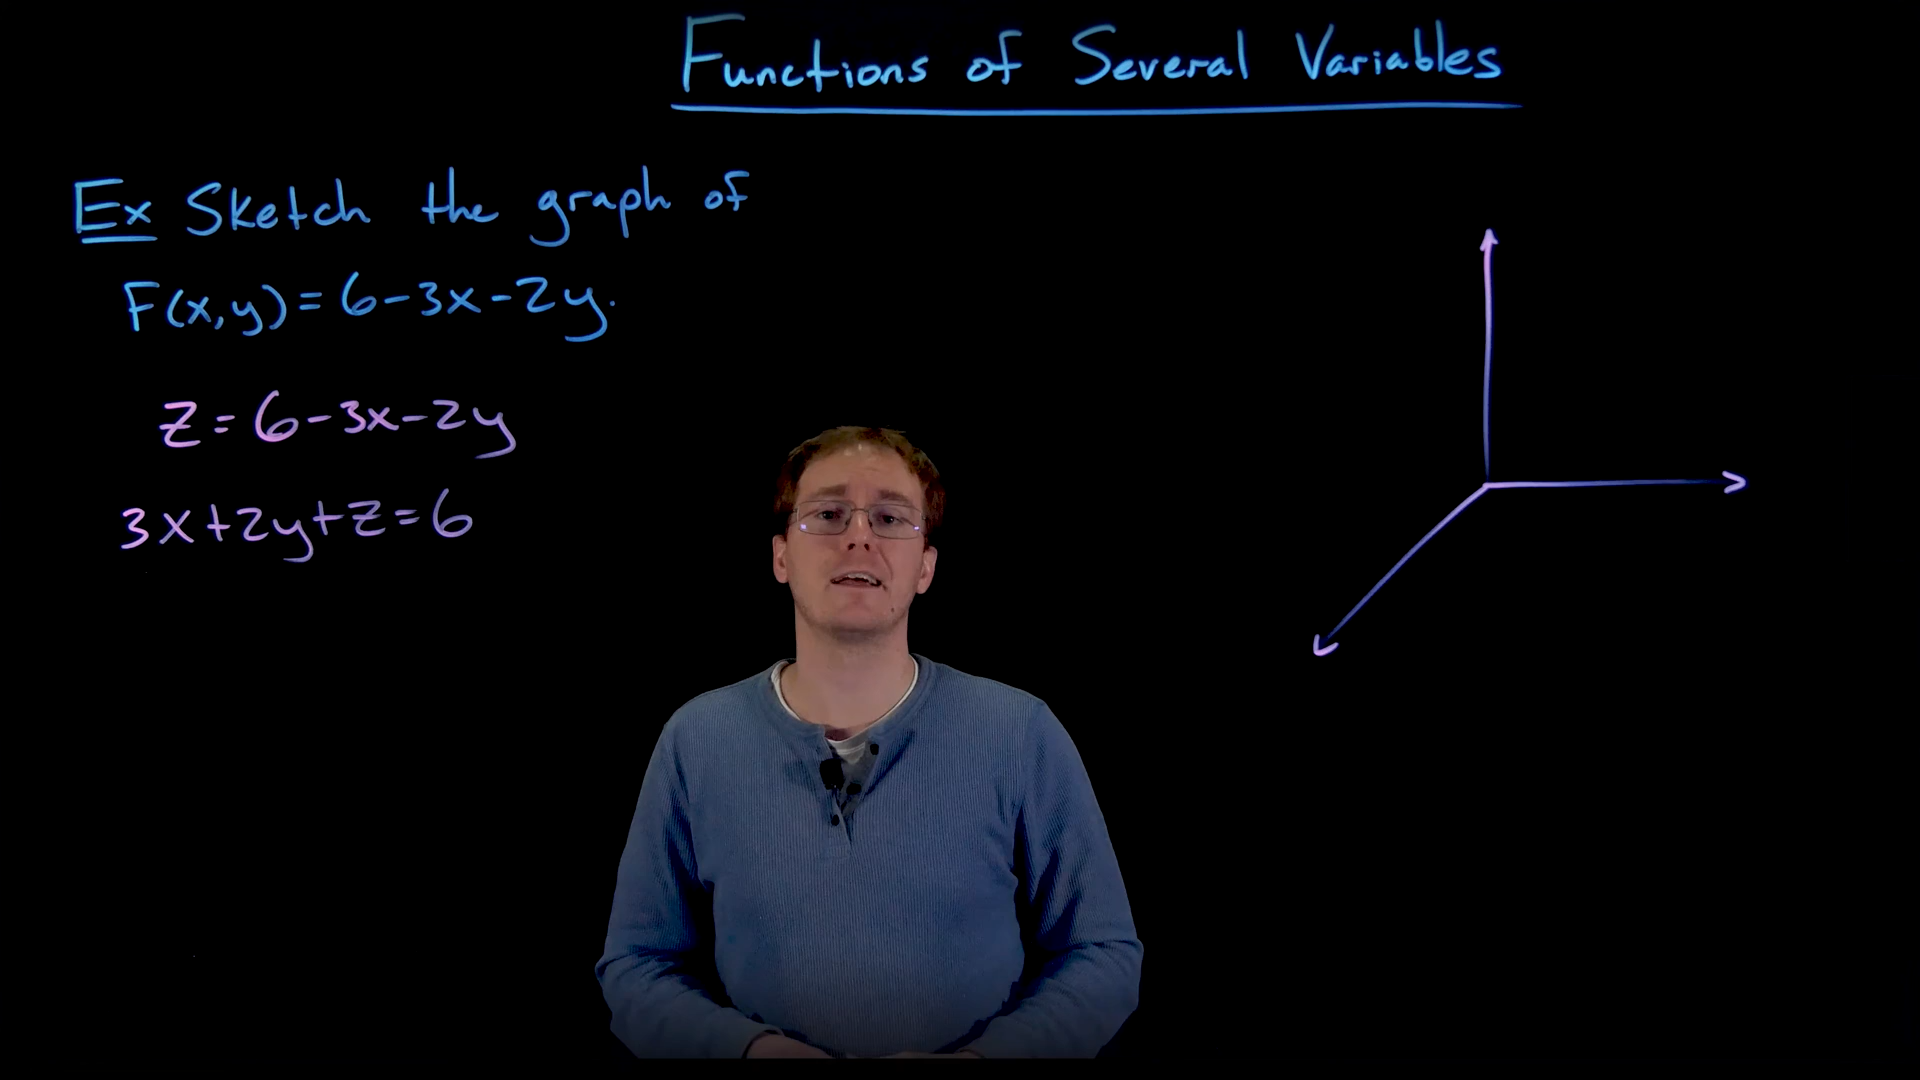 Functions of Several Variables
Ex Sketch the graph of
F(x,y)=6-3x-2y.
z=6-3x-2y
3x+2y+z=6